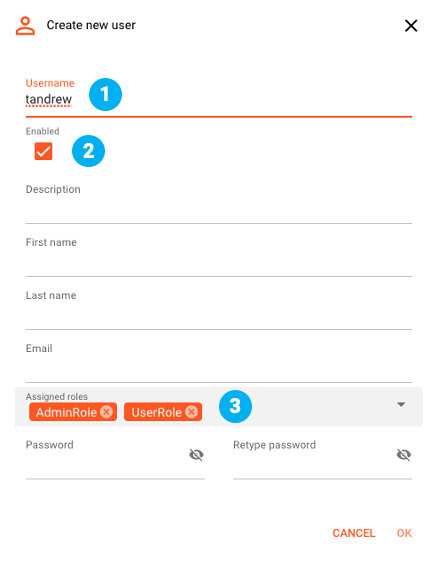 Create new user
Username
tandrew
1
Enabled
2
Description
First name
Last name
Email
Assigned roles
AdminRole UserRole
3
Password Retype password
CANCEL OK